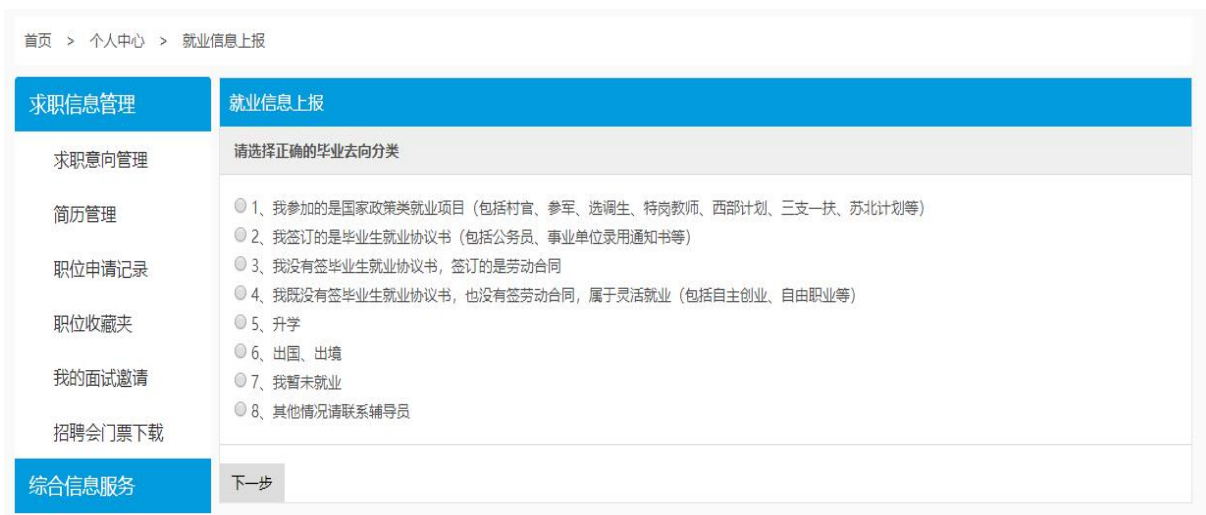 首页 > 个人中心 > 就业信息上报
求职信息管理
求职意向管理
简历管理
职位申请记录
职位收藏夹
我的面试邀请
招聘会门票下载
综合信息服务
就业信息上报
请选择正确的毕业去向分类
1、我参加的是国家政策类就业项目（包括村官、参军、选调生、特岗教师、西部计划、三支一扶、苏北计划等）
2、我签订的是毕业生就业协议书（包括公务员、事业单位录用通知书等）
3、我没有签毕业生就业协议书，签订的是劳动合同
4、我既没有签毕业生就业协议书，也没有签劳动合同，属于灵活就业（包括自主创业、自由职业等）
5、升学
6、出国、出境
7、我暂未就业
8、其他情况请联系辅导员
下一步